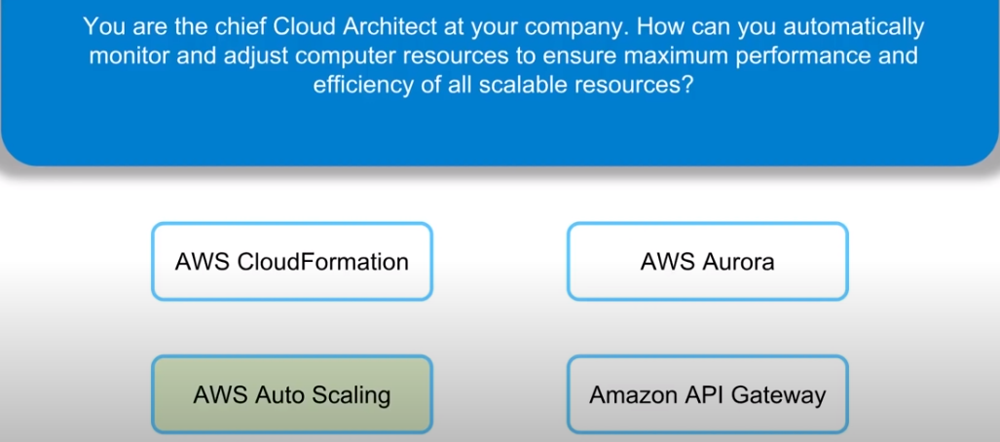 You are the chief Cloud Architect at your company. How can you automatically
monitor and adjust computer resources to ensure maximum performance and
efficiency of all scalable resources?
AWS CloudFormation
AWS Aurora
AWS Auto Scaling
Amazon API Gateway